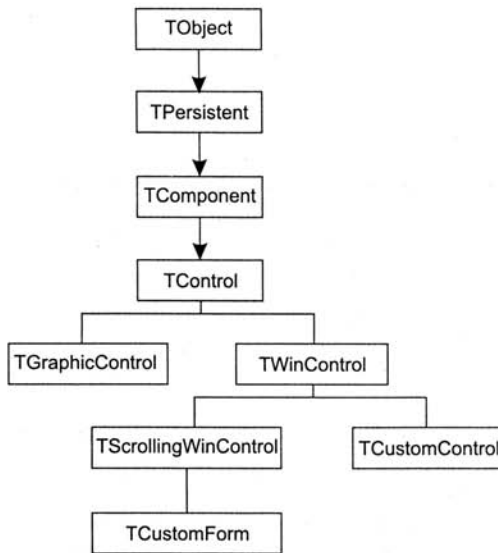 TObject
TPersistent
TComponent
TControl
TGraphicControl
TWinControl
TScrollingWinControl
TCustomControl
TCustomForm